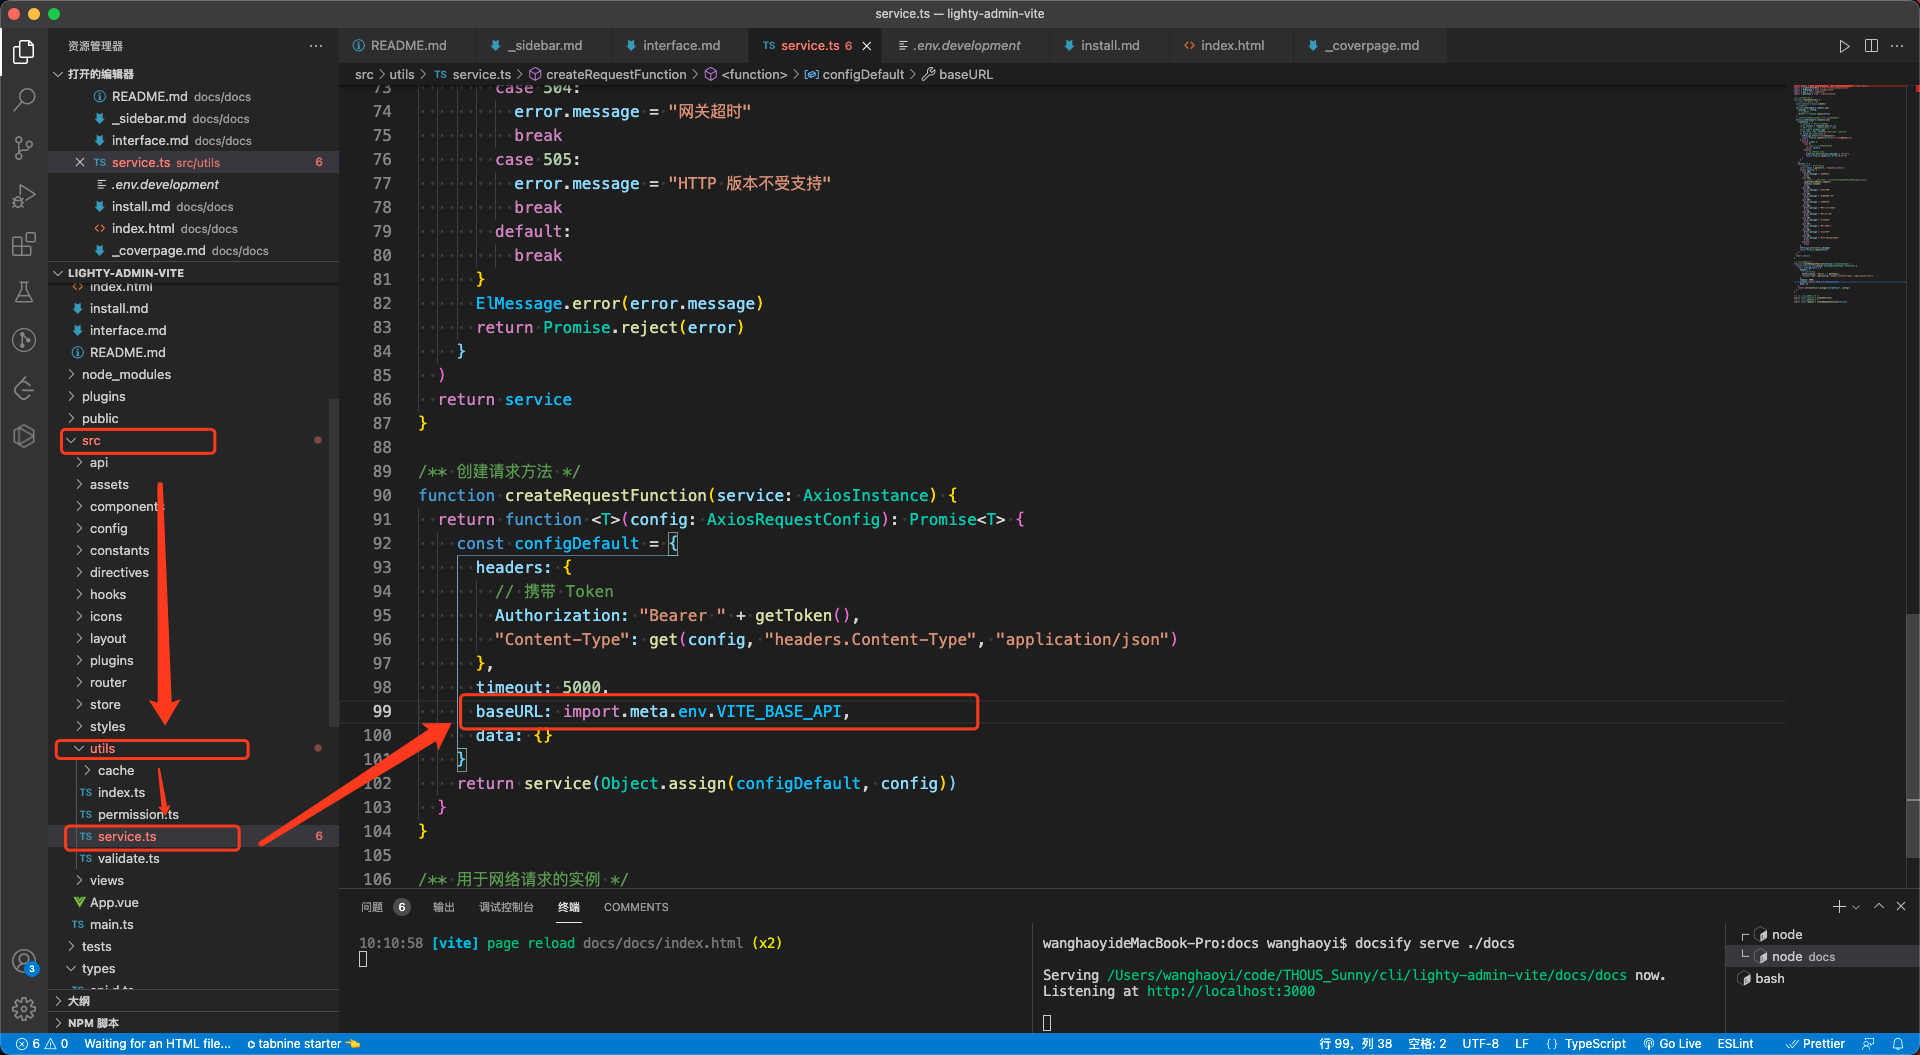 service.ts — lighty-admin-vite
资源管理器
README.md
_sidebar.md
interface.md
service.ts 6
.env.development
install.md
index.html
_coverpage.md
src > utils > TS service.ts > createRequestFunction > <function> > configDefault > baseURL
打开的编辑器
README.md docs/docs
_sidebar.md docs/docs
interface.md docs/docs
TS service.ts src/utils 6
.env.development
install.md docs/docs
index.html docs/docs
_coverpage.md docs/docs
LIGHTY-ADMIN-VITE
index.html
install.md
interface.md
README.md
node_modules
plugins
public
src
api
assets
component
config
constants
directives
hooks
icons
layout
plugins
router
store
styles
utils
cache
TS index.ts
permission.ts
TS service.ts 6
TS validate.ts
views
App.vue
TS main.ts
tests
types
大纲
NPM 脚本
73 case 504:
74 error.message = "网关超时"
75 break
76 case 505:
77 error.message = "HTTP 版本不受支持"
78 break
79 default:
80 break
81 }
82 ElMessage.error(error.message)
83 return Promise.reject(error)
84 }
85 )
86 return service
87 }
88
89 /** 创建请求方法 */
90 function createRequestFunction(service: AxiosInstance) {
91 return function <T>(config: AxiosRequestConfig): Promise<T> {
92 const configDefault = {
93 headers: {
94 // 携带 Token
95 Authorization: "Bearer " + getToken(),
96 "Content-Type": get(config, "headers.Content-Type", "application/json")
97 },
98 timeout: 5000,
99 baseURL: import.meta.env.VITE_BASE_API,
100 data: {}
101 }
102 return service(Object.assign(configDefault, config))
103 }
104 }
105
106 /** 用于网络请求的实例 */
问题 6 输出 调试控制台 终端 COMMENTS
10:10:58 [vite] page reload docs/docs/index.html (x2)
wanghaoyideMacBook-Pro:docs wanghaoyi$ docsify serve ./docs
Serving /Users/wanghaoyi/code/THOUS_Sunny/cli/lighty-admin-vite/docs/docs now.
Listening at http://localhost:3000
node
node docs
bash
3
6 0 Waiting for an HTML file... tabnine starter
行 99，列 38 空格: 2 UTF-8 LF {} TypeScript Go Live ESLint Prettier